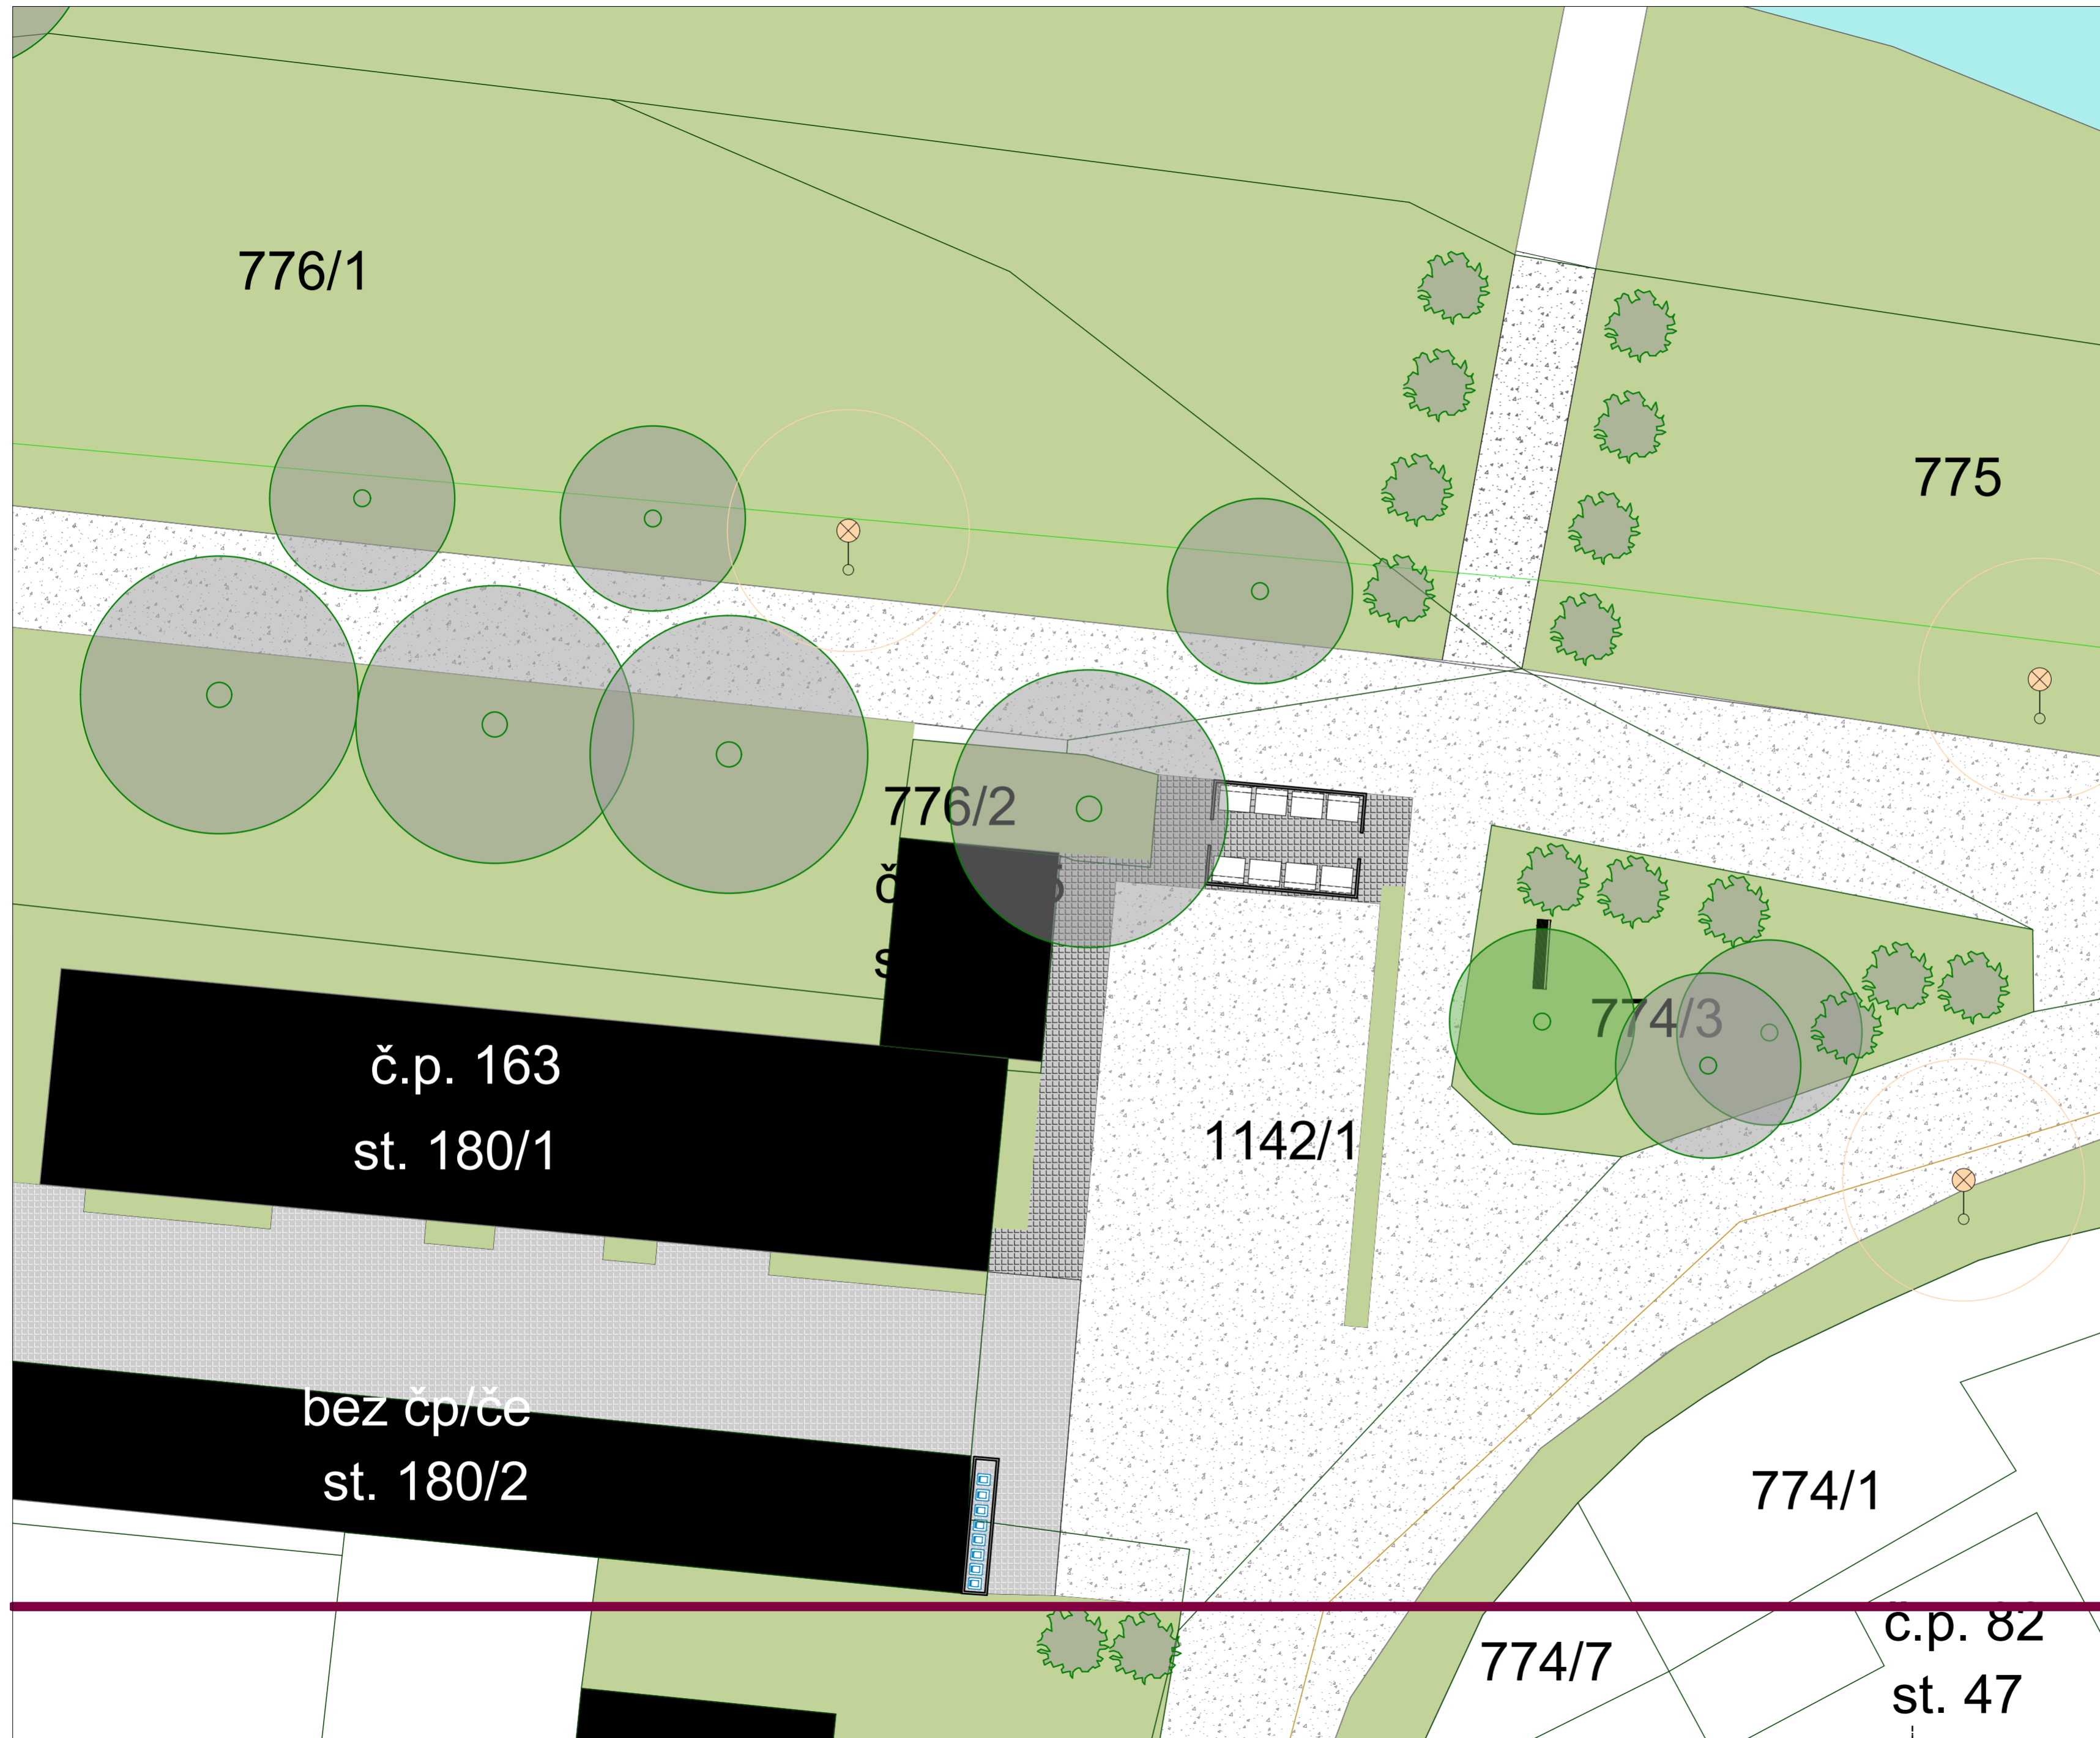 776/1
775
776/2
774/3
č.p. 163
st. 180/1
1142/1
bez čp/če
st. 180/2
774/1
č.p. 82
774/7
st. 47